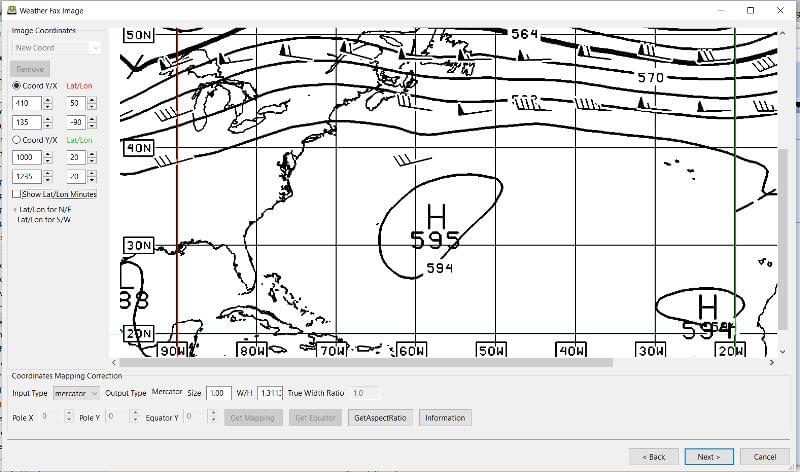 Weather Fax Image
Image Coordinates
New Coord
Remove
Coord Y/X Lat/Lon
410 50
135 -90
Coord Y/X Lat/Lon
1000 20
1235 20
Show Lat/Lon Minutes
+ Lat/Lon for N/E
- Lat/Lon for S/W
50N
564
570
40N
H
595
30N
594
H
20N
90W 80W 70W 60W 50W 40W 30W 20W
Coordinates Mapping Correction
Input Type mercator Output Type Mercator Size 1.00 W/H 1.311 True Width Ratio 1.0
Pole X 0 Pole Y 0 Equator Y 0 Get Mapping Get Equator GetAspectRatio Information
< Back Next > Cancel